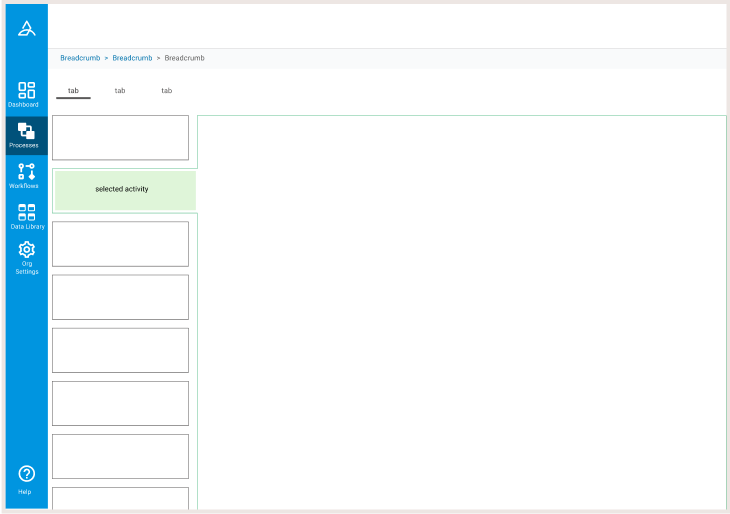 Breadcrumb > Breadcrumb > Breadcrumb
tab tab tab
Dashboard
Processes
Workflows
Data Library
Org
Settings
Help
selected activity